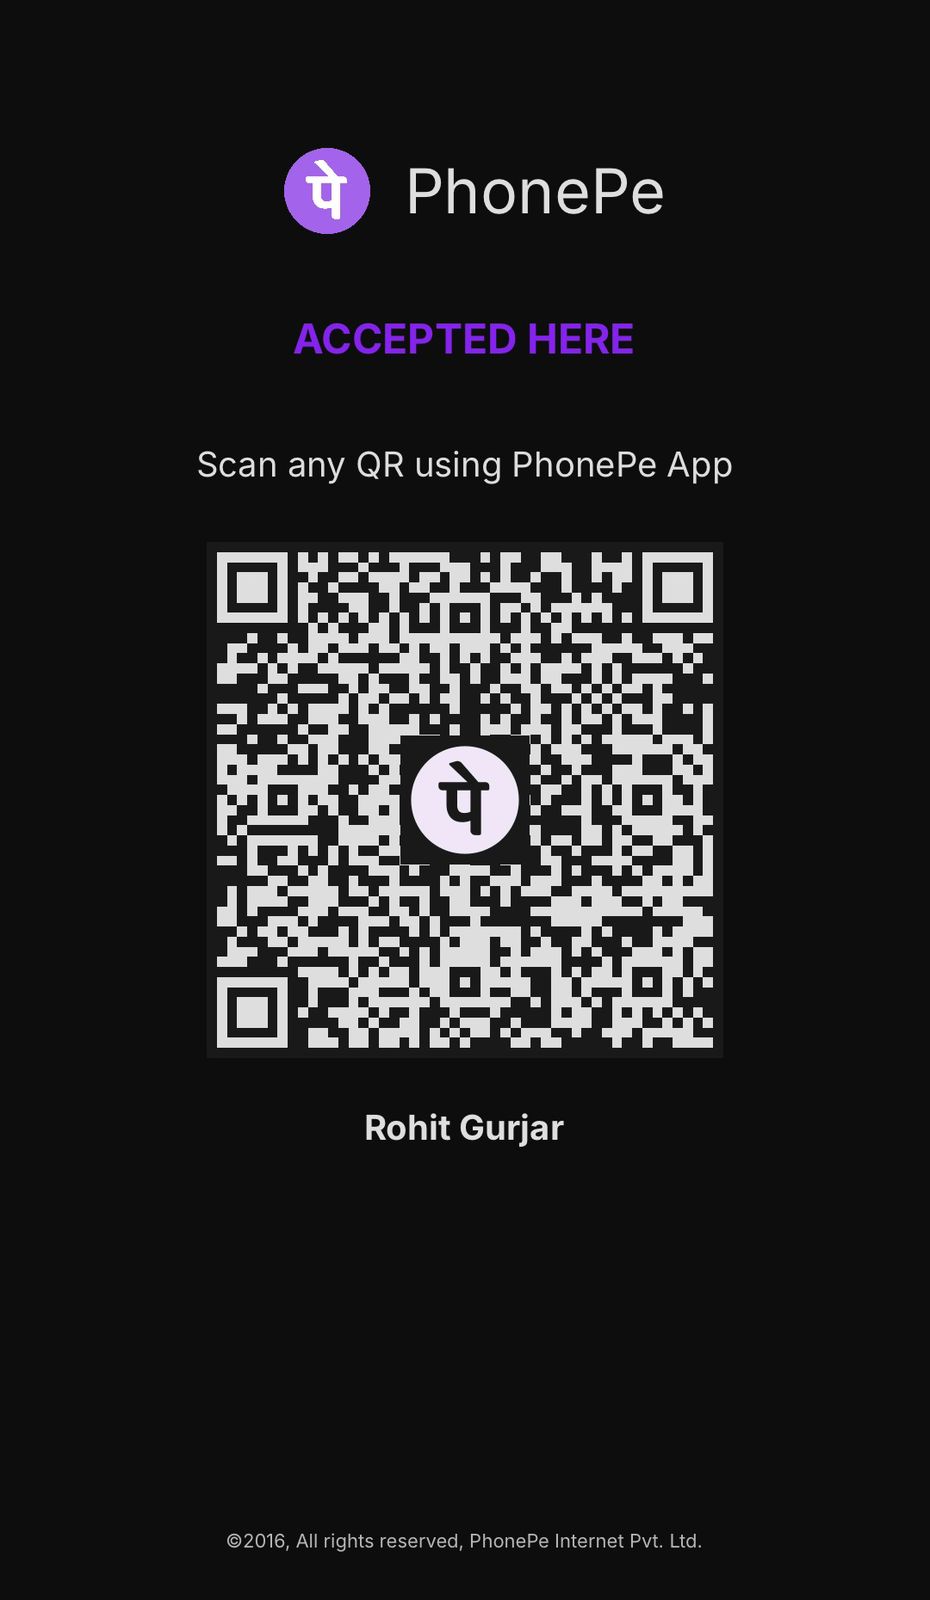 पे PhonePe
ACCEPTED HERE
Scan any QR using PhonePe App
पे
Rohit Gurjar
©2016, All rights reserved, PhonePe Internet Pvt. Ltd.